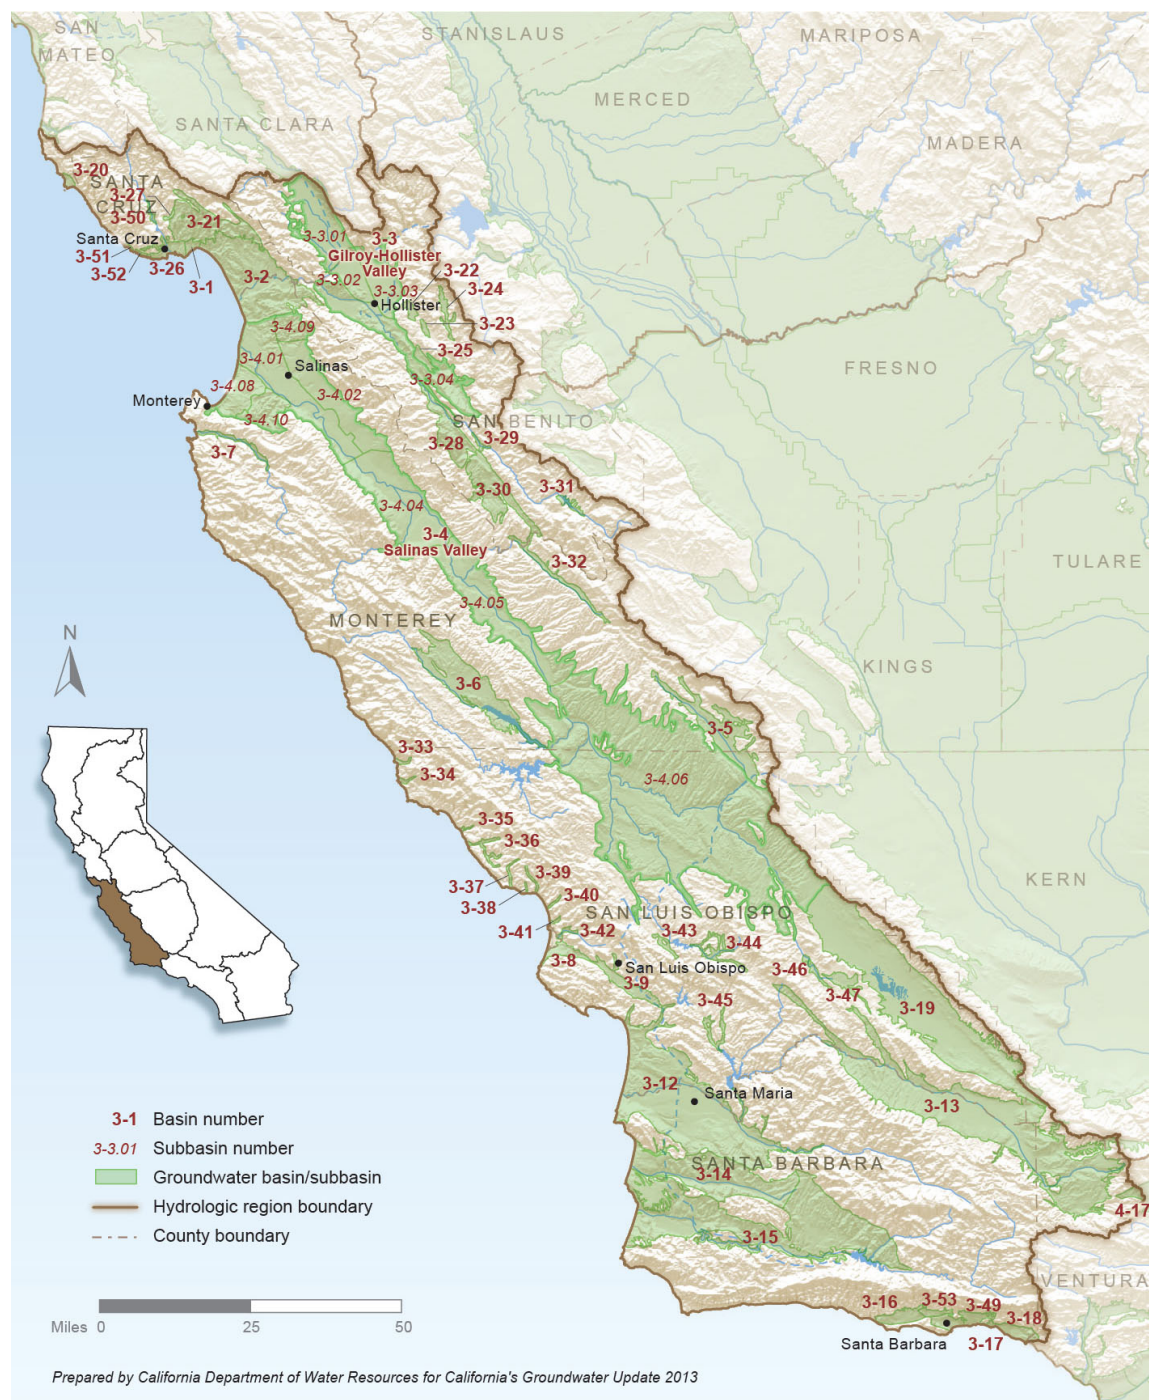 SAN
MATEO
STANISLAUS
MARIPOSA
MERCED
SANTA CLARA
MADERA
3-20
SANTA
CRUZ
3-27
3-50
3-21
Santa Cruz
3-51
3-52
3-26
3-1
3-2
3-3.01
3-3
Gilroy-Hollister
Valley
3-3.02
3-3.03
Hollister
3-22
3-24
3-23
3-25
3-3.04
3-4.09
3-4.01
Salinas
3-4.08
3-4.02
Monterey
3-4.10
3-7
FRESNO
SAN BENITO
3-28
3-29
3-30
3-31
3-4.04
3-4
Salinas Valley
3-32
TULARE
3-4.05
MONTEREY
N
KINGS
3-6
3-5
3-33
3-34
3-4.06
3-35
3-36
3-39
3-37
3-38
3-40
KERN
SAN LUIS OBISPO
3-41
3-42
3-43
3-44
3-8
San Luis Obispo
3-46
3-9
3-45
3-47
3-19
3-12
Santa Maria
3-13
SANTA BARBARA
3-14
4-17
3-15
VENTURA
3-16
3-53
3-49
3-18
Santa Barbara
3-17
3-1 Basin number
3-3.01 Subbasin number
Groundwater basin/subbasin
Hydrologic region boundary
County boundary
Miles 0 25 50
Prepared by California Department of Water Resources for California's Groundwater Update 2013